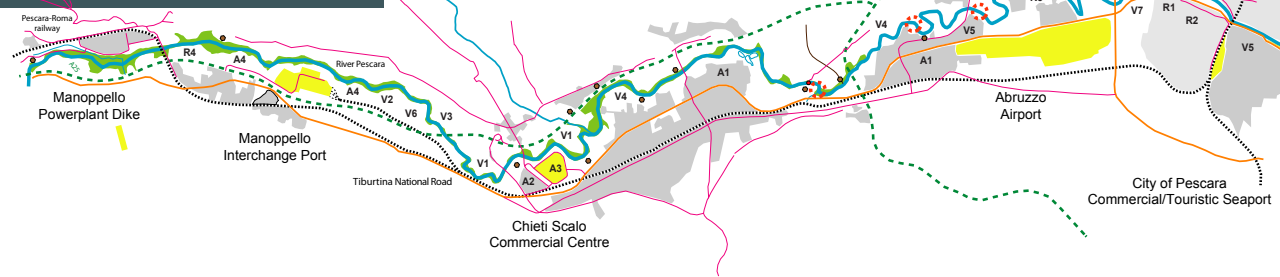 Pescara-Roma
railway
A25
Manoppello
Powerplant Dike
R4
A4
Manoppello
Interchange Port
River Pescara
A4
V2
V6
V3
Tiburtina National Road
V1
A2
A3
V1
Chieti Scalo
Commercial Centre
V4
A1
V4
A1
V5
Abruzzo
Airport
V7
R1
R2
V5
City of Pescara
Commercial/Touristic Seaport